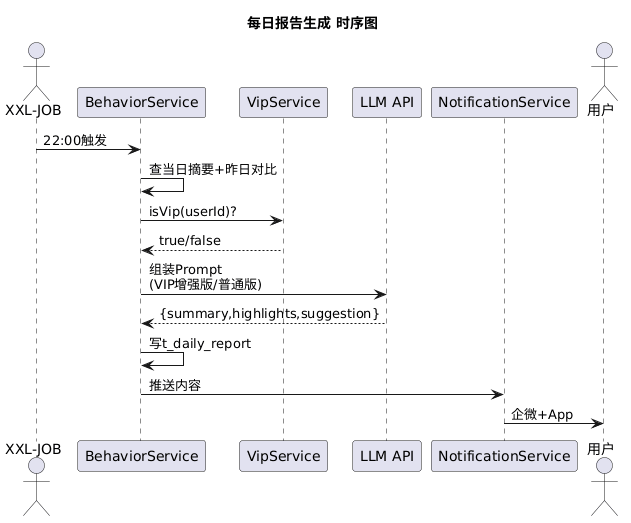 每日报告生成 时序图
XXL-JOB
BehaviorService
VipService
LLM API
NotificationService
用户
22:00触发
查当日摘要+昨日对比
isVip(userId)?
true/false
组装Prompt
(VIP增强版/普通版)
{summary,highlights,suggestion}
写t_daily_report
推送内容
企微+App
XXL-JOB
BehaviorService
VipService
LLM API
NotificationService
用户